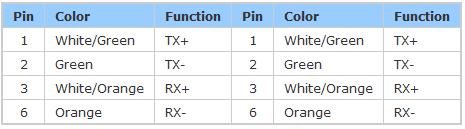 Pin Color Function Pin Color Function
1 White/Green TX+ 1 White/Green TX+
2 Green TX- 2 Green TX-
3 White/Orange RX+ 3 White/Orange RX+
6 Orange RX- 6 Orange RX-